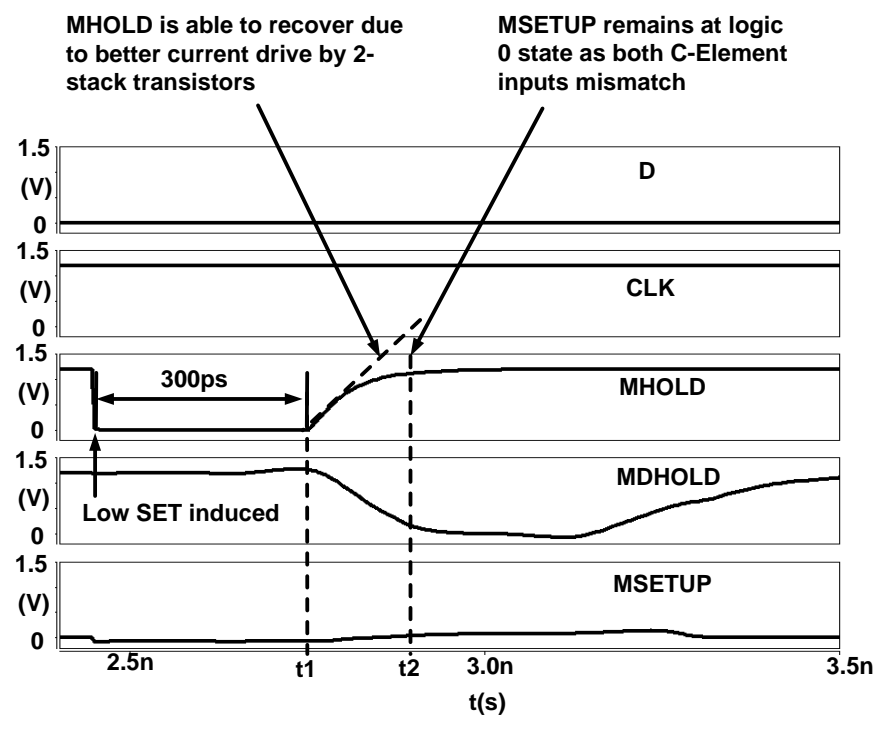 MHOLD is able to recover due
to better current drive by 2-
stack transistors
MSETUP remains at logic
0 state as both C-Element
inputs mismatch
1.5
(V)
0
D
1.5
(V)
0
CLK
1.5
(V)
0
300ps
MHOLD
1.5
(V)
0
Low SET induced
MDHOLD
1.5
(V)
0
MSETUP
2.5n
t1
t2
3.0n
3.5n
t(s)